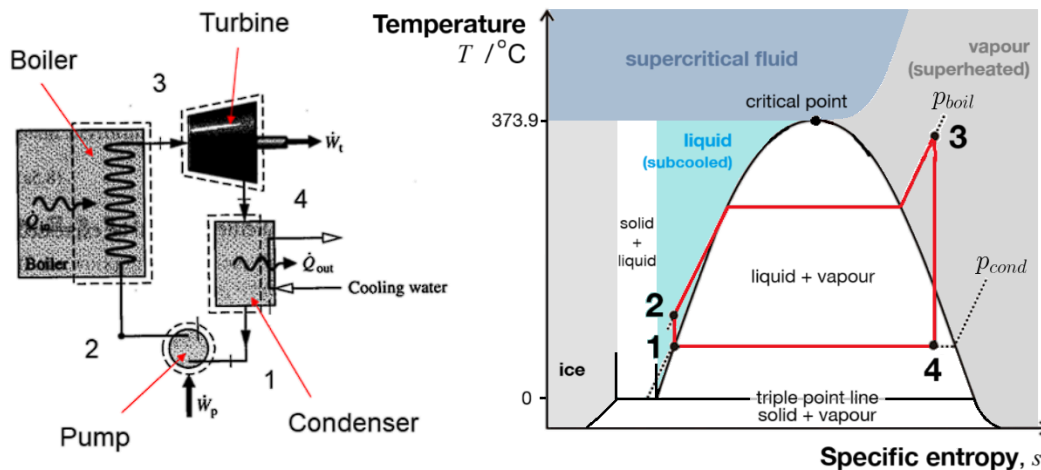 Turbine
Boiler
3
Ẇt
4
Q̇in
Boiler
Q̇out
Cooling water
2
1
Ẇp
Pump
Condenser
Temperature
T / °C
supercritical fluid
vapour
(superheated)
critical point
p_boil
373.9
3
liquid
(subcooled)
solid
+
liquid
liquid + vapour
p_cond
2
1
4
ice
triple point line
0
solid + vapour
Specific entropy, s